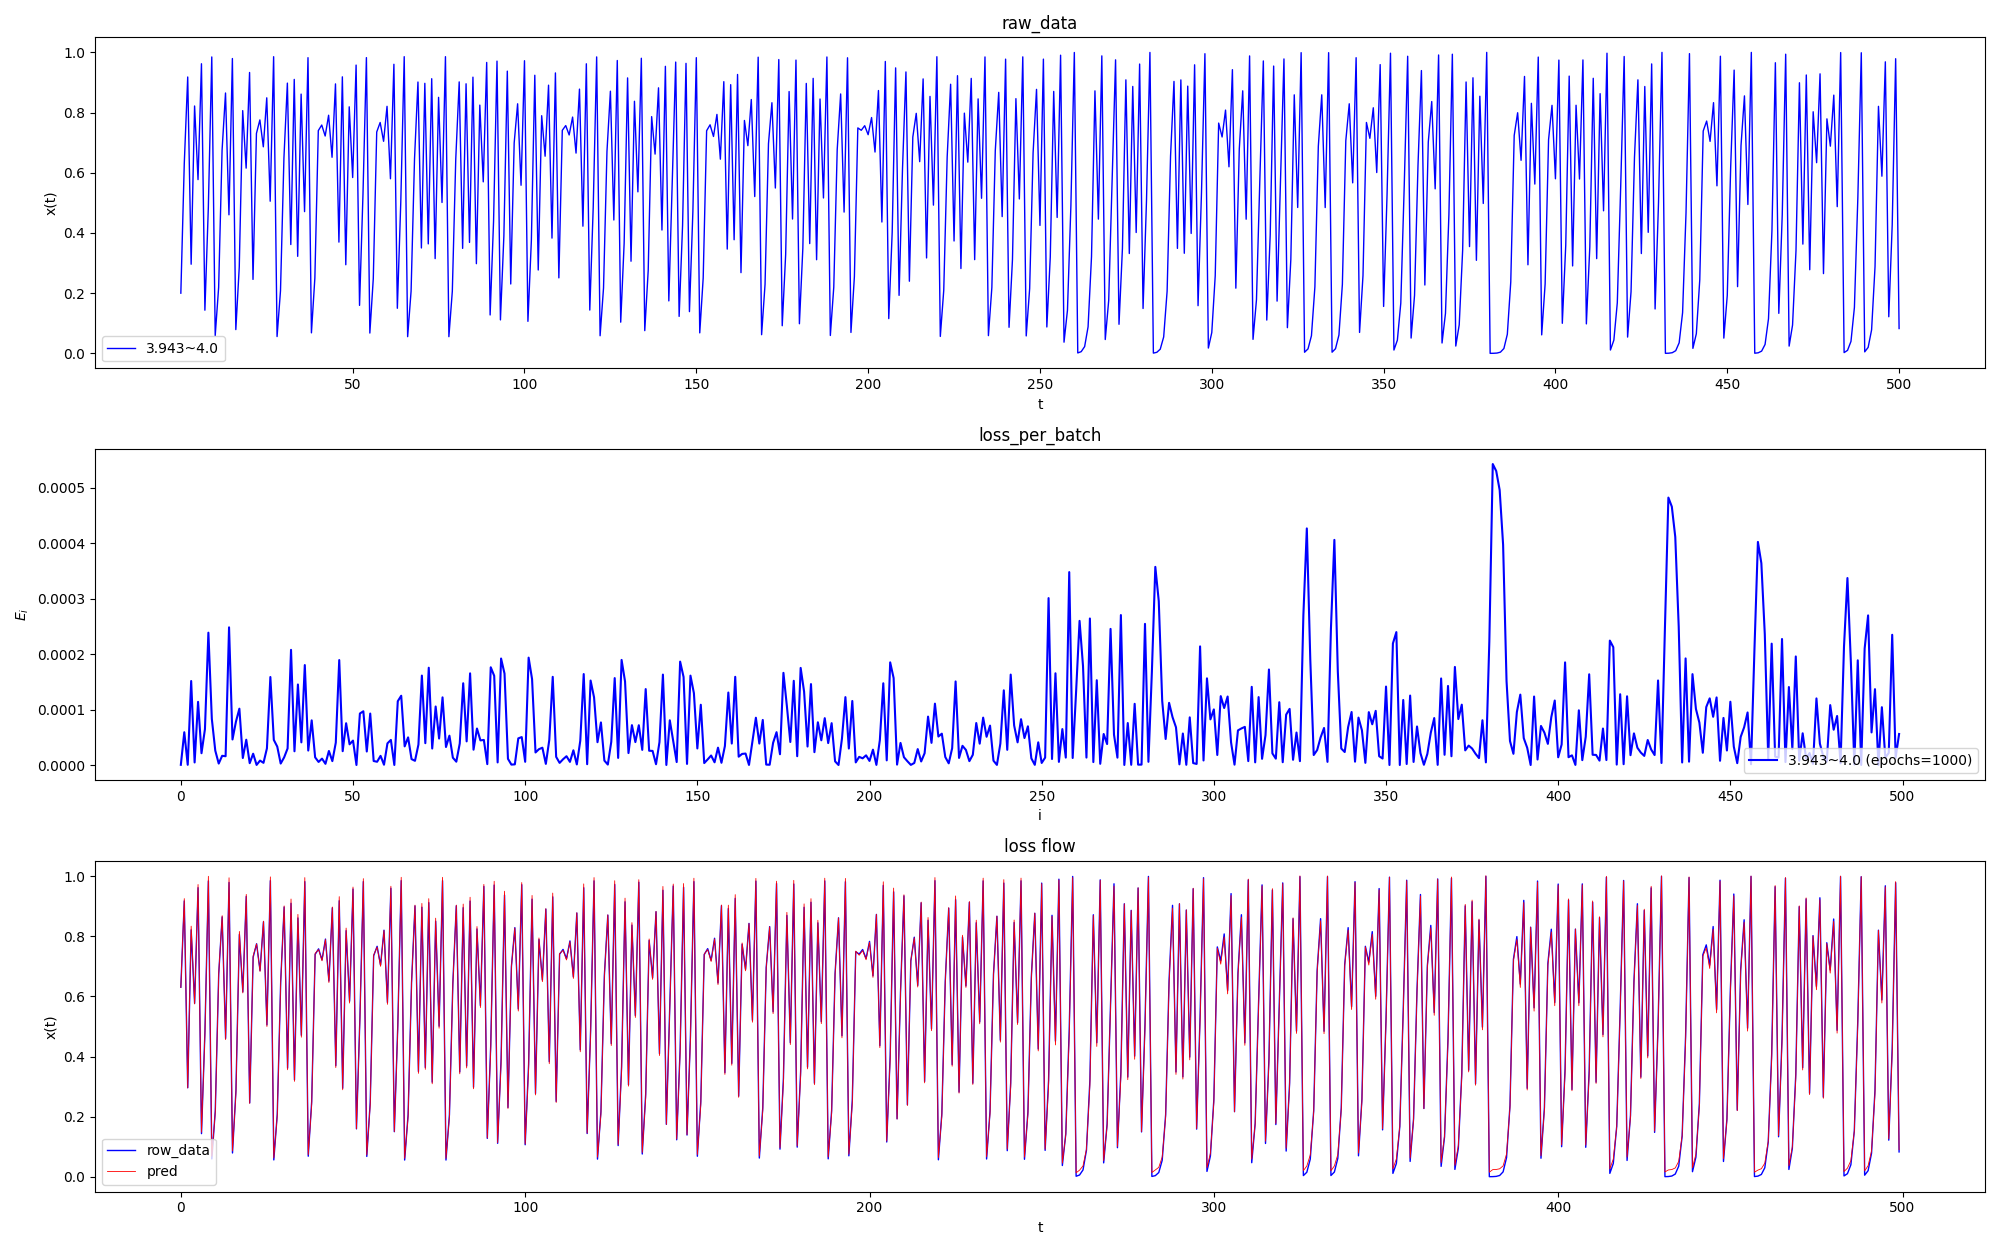 raw_data
1.0
0.8
0.6
0.4
0.2
0.0
x(t)
3.943~4.0
50 100 150 200 250 300 350 400 450 500
t
loss_per_batch
0.0005
0.0004
0.0003
0.0002
0.0001
0.0000
E_i
3.943~4.0 (epochs=1000)
0 50 100 150 200 250 300 350 400 450 500
i
loss flow
1.0
0.8
0.6
0.4
0.2
0.0
x(t)
row_data
pred
0 100 200 300 400 500
t